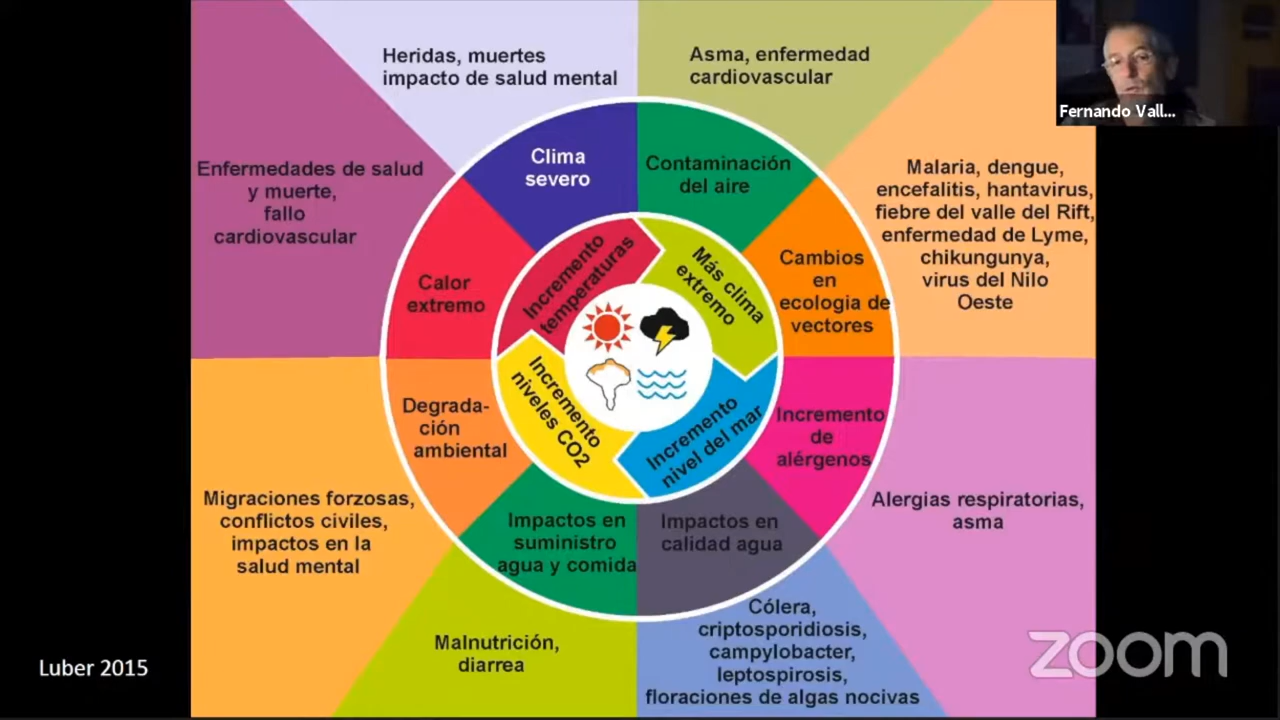 Heridas, muertes
impacto de salud mental
Asma, enfermedad
cardiovascular
Fernando Vall...
Enfermedades de salud
y muerte,
fallo
cardiovascular
Clima
severo
Contaminación
del aire
Malaria, dengue,
encefalitis, hantavirus,
fiebre del valle del Rift,
enfermedad de Lyme,
chikungunya,
virus del Nilo
Oeste
Calor
extremo
Incremento
temperaturas
Más clima
extremo
Cambios
en
ecologia de
vectores
Degrada-
ción
ambiental
Incremento
niveles CO2
Incremento
nivel del mar
Incremento
de
alérgenos
Migraciones forzosas,
conflictos civiles,
impactos en la
salud mental
Impactos en
suministro
agua y comida
Impactos en
calidad agua
Alergias respiratorias,
asma
Malnutrición,
diarrea
Cólera,
criptosporidiosis,
campylobacter,
leptospirosis,
floraciones de algas nocivas
Luber 2015
zoom